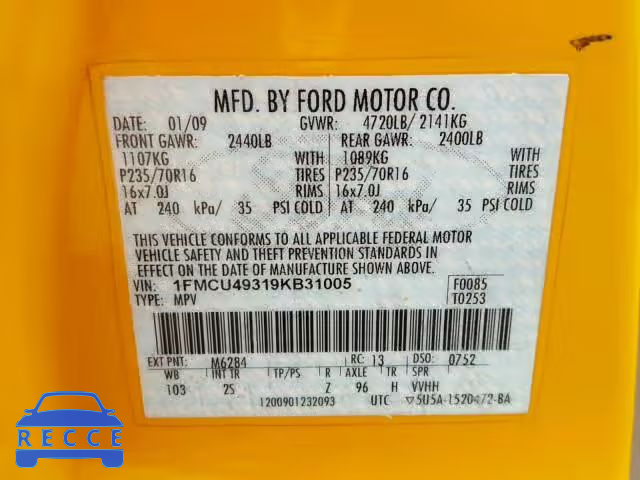 MFD. BY FORD MOTOR CO.
DATE: 01/09 GVWR: 4720LB/ 2141KG
FRONT GAWR: 2440LB REAR GAWR: 2400LB
1107KG WITH 1089KG WITH
P235/70R16 TIRES P235/70R16 TIRES
16x7.0J RIMS 16x7.0J RIMS
AT 240 kPa/ 35 PSI COLD AT 240 kPa/ 35 PSI COLD
THIS VEHICLE CONFORMS TO ALL APPLICABLE FEDERAL MOTOR
VEHICLE SAFETY AND THEFT PREVENTION STANDARDS IN
EFFECT ON THE DATE OF MANUFACTURE SHOWN ABOVE.
VIN: 1FMCU49319KB31005 F0085
TYPE: MPV T0253
EXT PNT: M6284 RC: 13 DSO: 0752
WB INT TR TP/PS R AXLE TR SPR
103 2S Z 96 H VVHH
1200901232093 UTC ▽5U5A-1520472-BA
RECCE